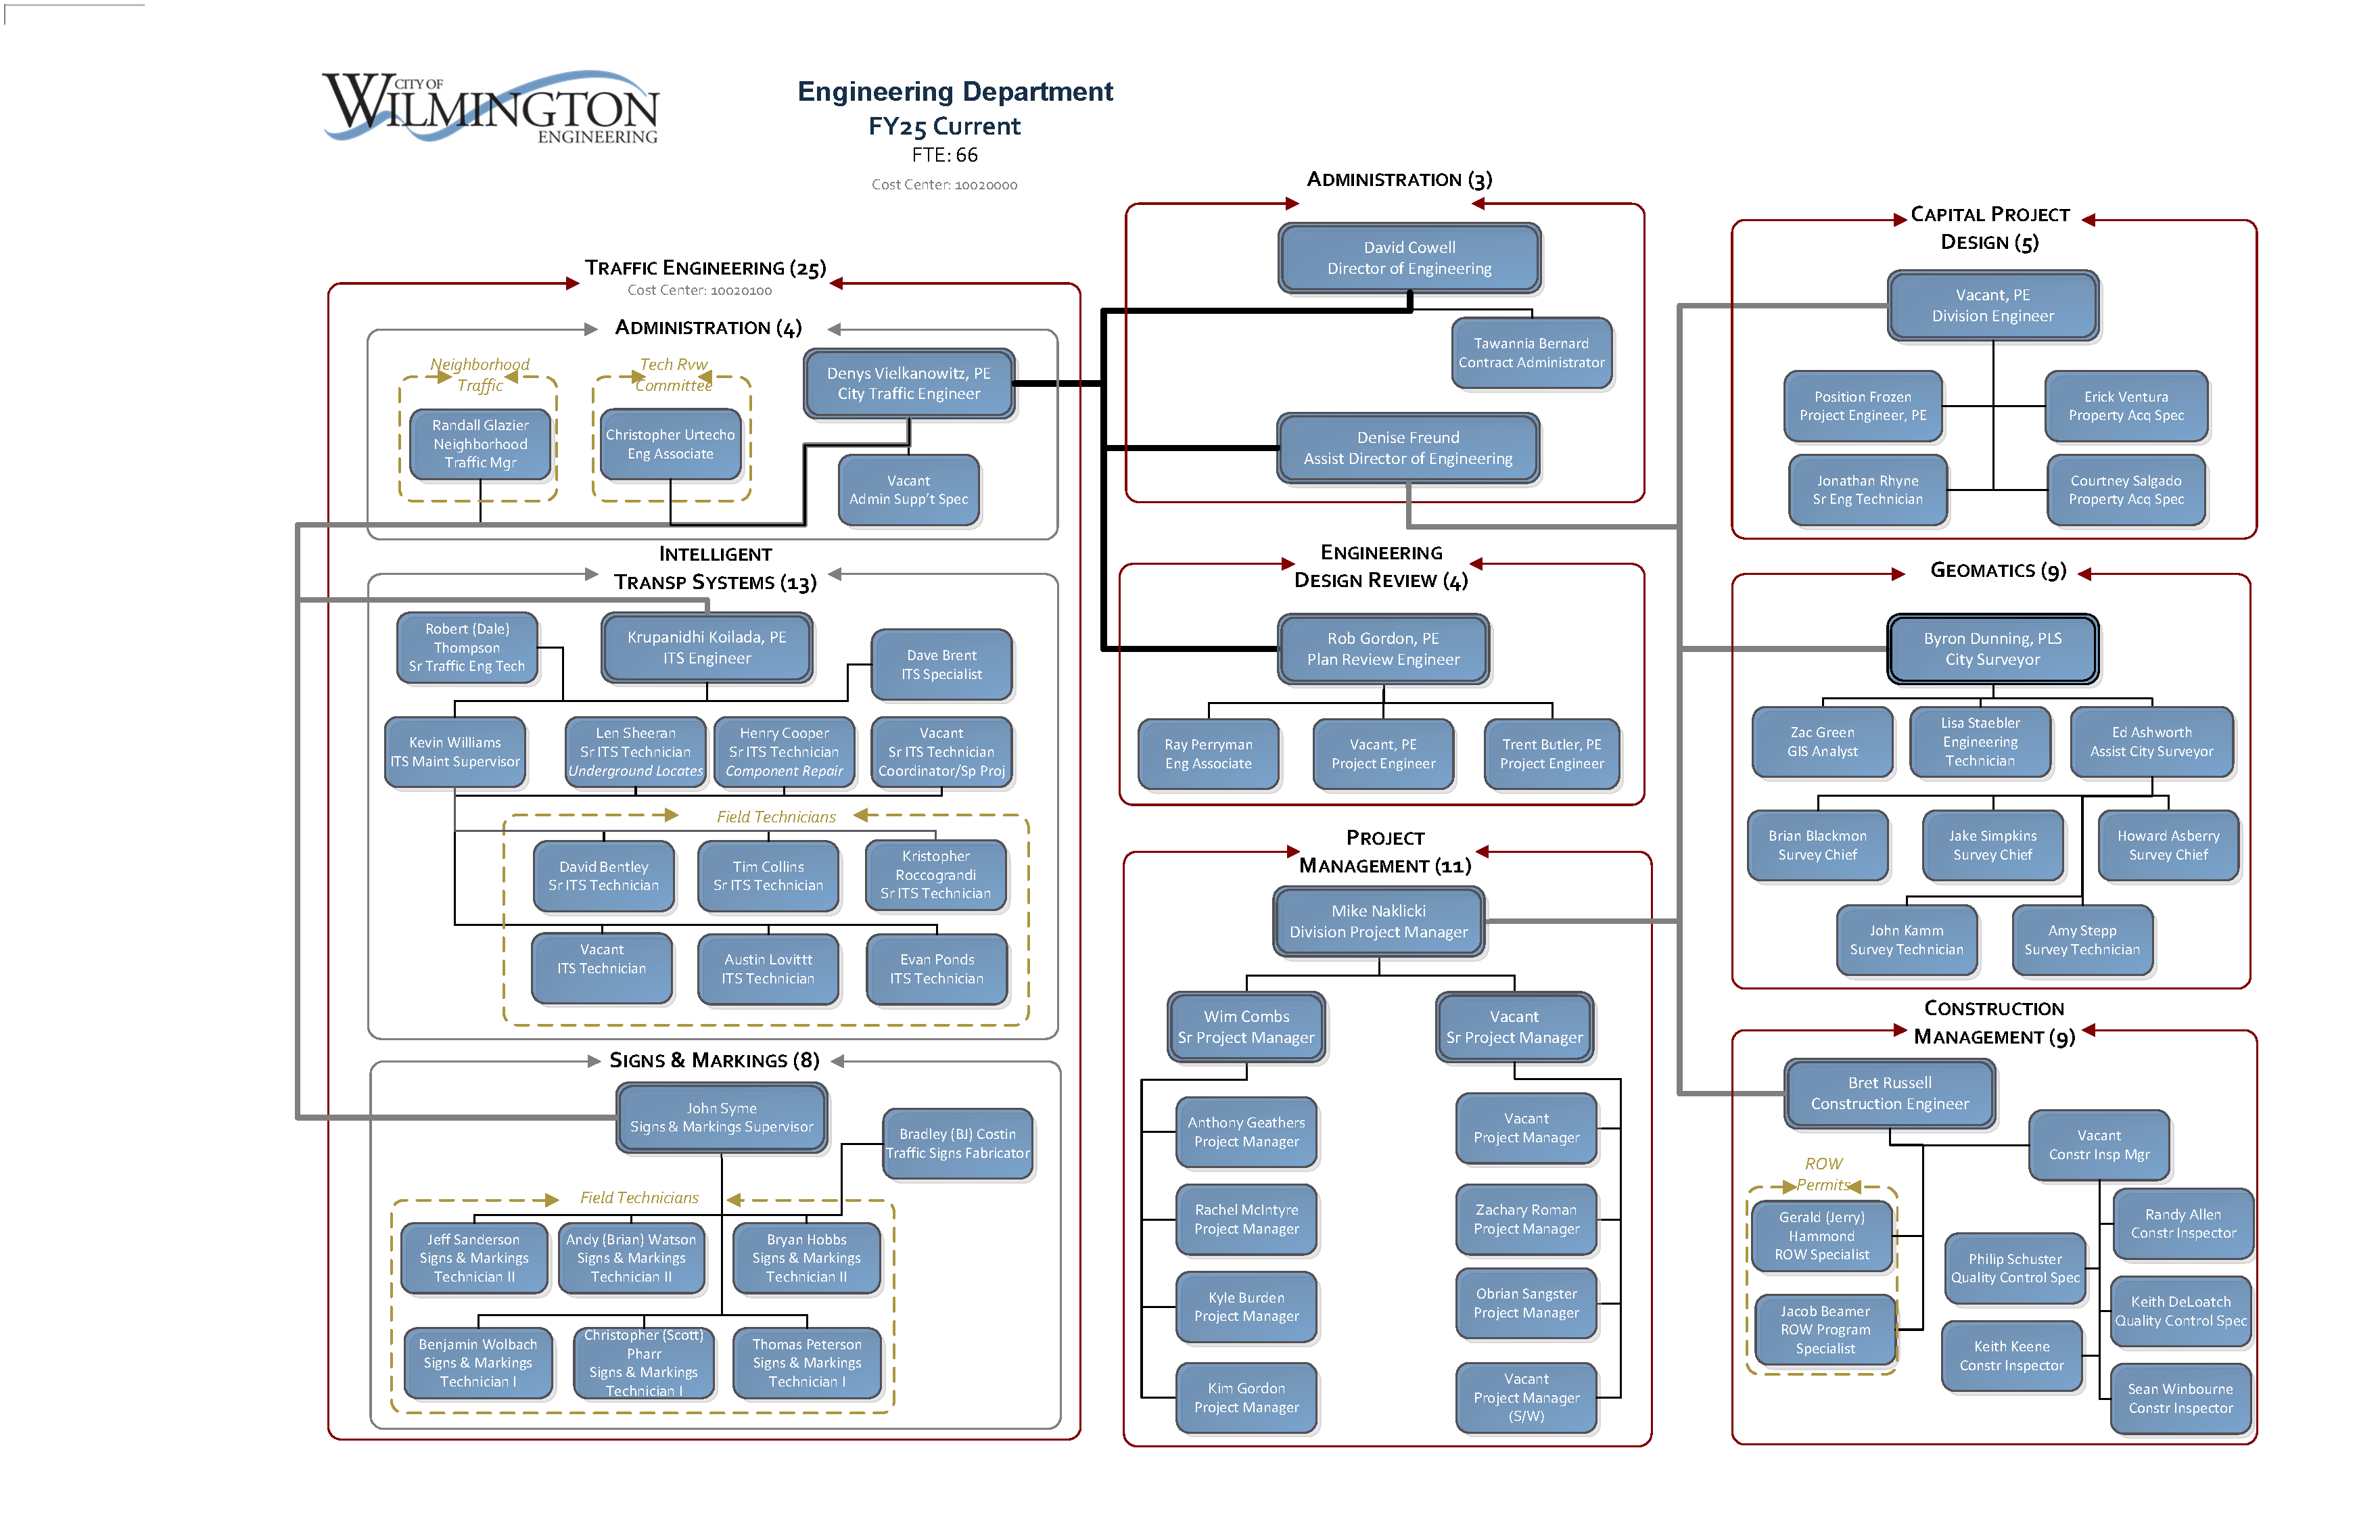 CITY OF
WILMINGTON
ENGINEERING
Engineering Department
FY25 Current
FTE: 66
Cost Center: 10020000
TRAFFIC ENGINEERING (25)
Cost Center: 10020100
ADMINISTRATION (4)
Neighborhood
Traffic
Randall Glazier
Neighborhood
Traffic Mgr
Tech Rvw
Committee
Christopher Urtecho
Eng Associate
Denys Vielkanowitz, PE
City Traffic Engineer
Vacant
Admin Supp't Spec
INTELLIGENT
TRANSP SYSTEMS (13)
Robert (Dale)
Thompson
Sr Traffic Eng Tech
Krupanidhi Koilada, PE
ITS Engineer
Dave Brent
ITS Specialist
Kevin Williams
ITS Maint Supervisor
Len Sheeran
Sr ITS Technician
Underground Locates
Henry Cooper
Sr ITS Technician
Component Repair
Vacant
Sr ITS Technician
Coordinator/Sp Proj
Field Technicians
David Bentley
Sr ITS Technician
Tim Collins
Sr ITS Technician
Kristopher
Roccograndi
Sr ITS Technician
Vacant
ITS Technician
Austin Lovittt
ITS Technician
Evan Ponds
ITS Technician
SIGNS & MARKINGS (8)
John Syme
Signs & Markings Supervisor
Bradley (BJ) Costin
Traffic Signs Fabricator
Field Technicians
Jeff Sanderson
Signs & Markings
Technician II
Andy (Brian) Watson
Signs & Markings
Technician II
Bryan Hobbs
Signs & Markings
Technician II
Benjamin Wolbach
Signs & Markings
Technician I
Christopher (Scott)
Pharr
Signs & Markings
Technician I
Thomas Peterson
Signs & Markings
Technician I
ADMINISTRATION (3)
David Cowell
Director of Engineering
Tawannia Bernard
Contract Administrator
Denise Freund
Assist Director of Engineering
ENGINEERING
DESIGN REVIEW (4)
Rob Gordon, PE
Plan Review Engineer
Ray Perryman
Eng Associate
Vacant, PE
Project Engineer
Trent Butler, PE
Project Engineer
PROJECT
MANAGEMENT (11)
Mike Naklicki
Division Project Manager
Wim Combs
Sr Project Manager
Vacant
Sr Project Manager
Anthony Geathers
Project Manager
Rachel McIntyre
Project Manager
Kyle Burden
Project Manager
Kim Gordon
Project Manager
Vacant
Project Manager
Zachary Roman
Project Manager
Obrian Sangster
Project Manager
Vacant
Project Manager
(S/W)
CAPITAL PROJECT
DESIGN (5)
Vacant, PE
Division Engineer
Position Frozen
Project Engineer, PE
Erick Ventura
Property Acq Spec
Jonathan Rhyne
Sr Eng Technician
Courtney Salgado
Property Acq Spec
GEOMATICS (9)
Byron Dunning, PLS
City Surveyor
Zac Green
GIS Analyst
Lisa Staebler
Engineering
Technician
Ed Ashworth
Assist City Surveyor
Brian Blackmon
Survey Chief
Jake Simpkins
Survey Chief
Howard Asberry
Survey Chief
John Kamm
Survey Technician
Amy Stepp
Survey Technician
CONSTRUCTION
MANAGEMENT (9)
Bret Russell
Construction Engineer
Vacant
Constr Insp Mgr
ROW
Permits
Gerald (Jerry)
Hammond
ROW Specialist
Jacob Beamer
ROW Program
Specialist
Randy Allen
Constr Inspector
Philip Schuster
Quality Control Spec
Keith DeLoatch
Quality Control Spec
Keith Keene
Constr Inspector
Sean Winbourne
Constr Inspector